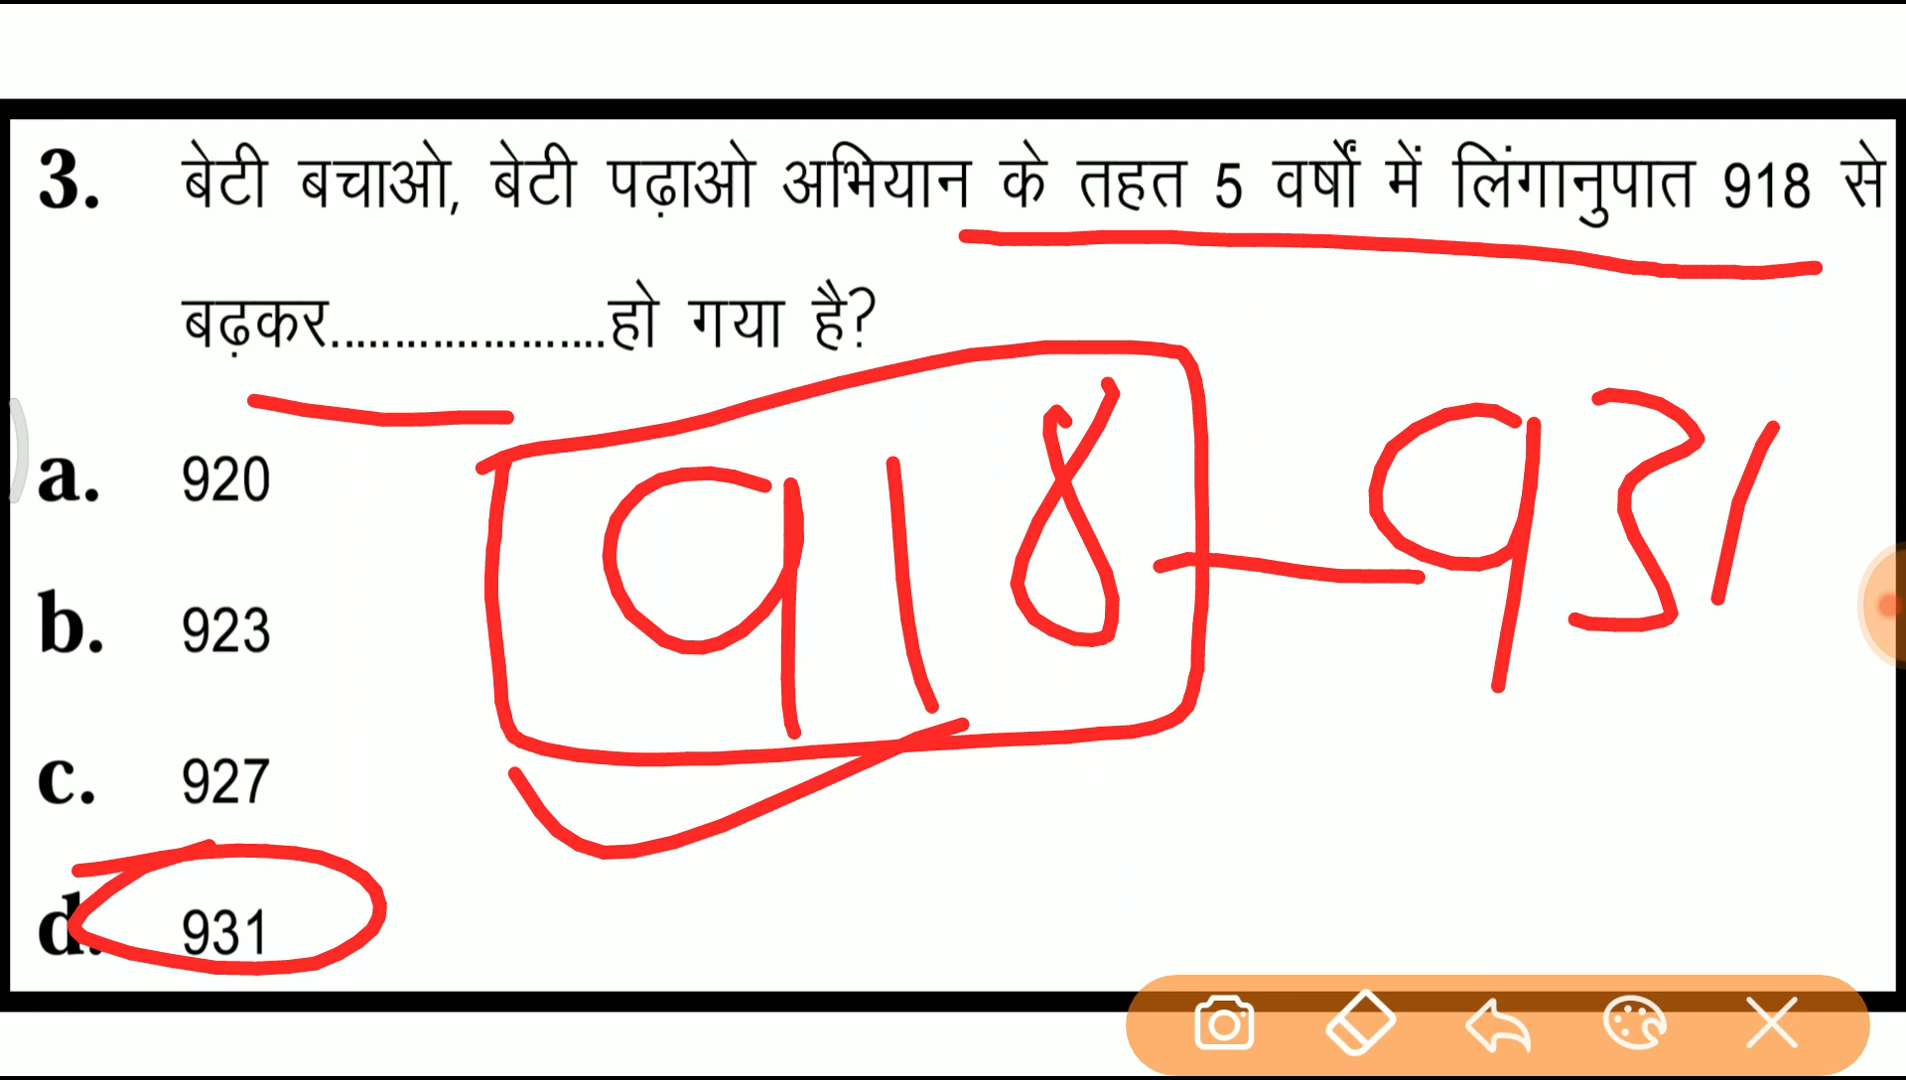 3. बेटी बचाओ, बेटी पढ़ाओ अभियान के तहत 5 वर्षों में लिंगानुपात 918 से
बढ़कर......................हो गया है?
918 - 931
a. 920
b. 923
c. 927
d. 931